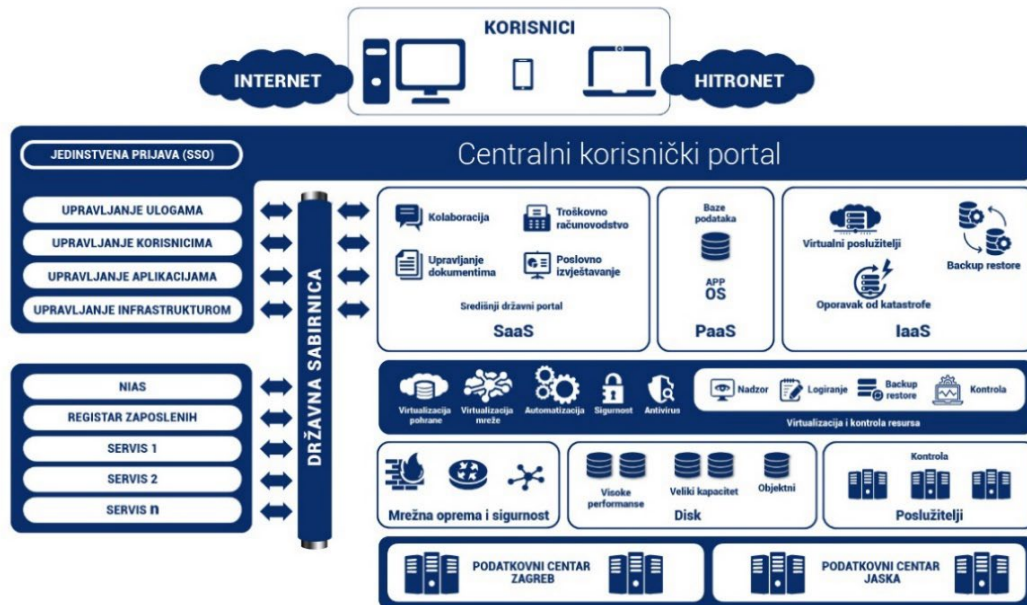 KORISNICI
INTERNET
HITRONET
JEDINSTVENA PRIJAVA (SSO)
Centralni korisnički portal
UPRAVLJANJE ULOGAMA
UPRAVLJANJE KORISNICIMA
UPRAVLJANJE APLIKACIJAMA
UPRAVLJANJE INFRASTRUKTUROM
NIAS
REGISTAR ZAPOSLENIH
SERVIS 1
SERVIS 2
SERVIS n
DRŽAVNA SABIRNICA
Kolaboracija
Troškovno
računovodstvo
Upravljanje
dokumentima
Poslovno
izvještavanje
Središnji državni portal
SaaS
Baze
podataka
APP
OS
PaaS
Virtualni poslužitelji
Backup restore
Oporavak od katastrofe
IaaS
Virtualizacija
pohrane
Virtualizacija
mreže
Automatizacija
Sigurnost
Antivirus
Nadzor
Logiranje
Backup
restore
Kontrola
Virtualizacija i kontrola resursa
Mrežna oprema i sigurnost
Visoke
performanse
Veliki kapacitet
Objektni
Disk
Kontrola
Poslužitelji
PODATKOVNI CENTAR
ZAGREB
PODATKOVNI CENTAR
JASKA